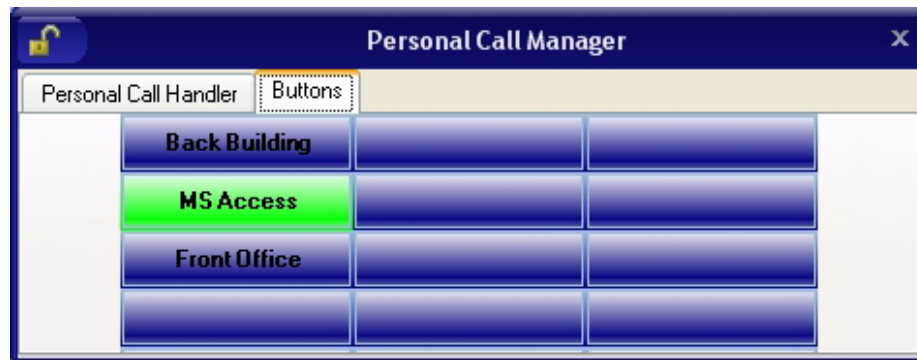 Personal Call Manager
x
Personal Call Handler
Buttons
Back Building
MS Access
Front Office